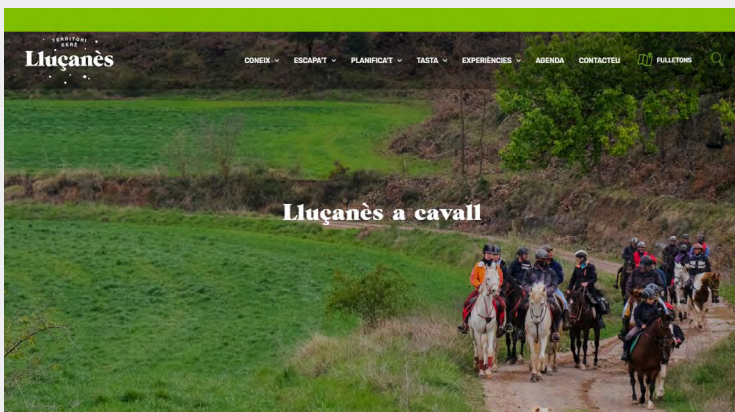 TERRITORI
SERÈ
Lluçanès
CONEIX
ESCAPA'T
PLANIFICA'T
TASTA
EXPERIÈNCIES
AGENDA
CONTACTEU
FULLETONS
Lluçanès a cavall